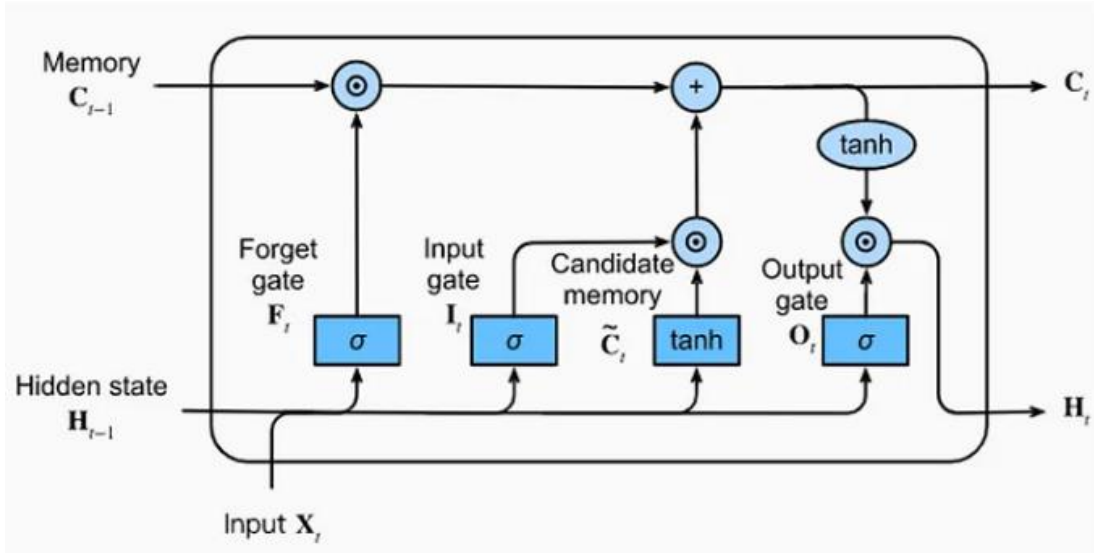 Memory
C_{t-1}
⊙
+
C_t
tanh
Forget
gate
F_t
Input
gate
I_t
Candidate
memory
C̃_t
⊙
Output
gate
O_t
⊙
σ
σ
tanh
σ
Hidden state
H_{t-1}
H_t
Input X_t